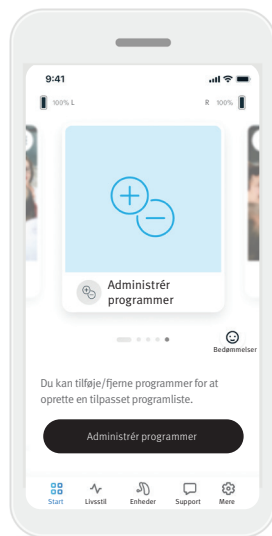 9:41
100% L
R 100%
Administrér
programmer
Bedømmelser
Du kan tilføje/fjerne programmer for at
oprette en tilpasset programliste.
Administrér programmer
Start Livsstil Enheder Support Mere